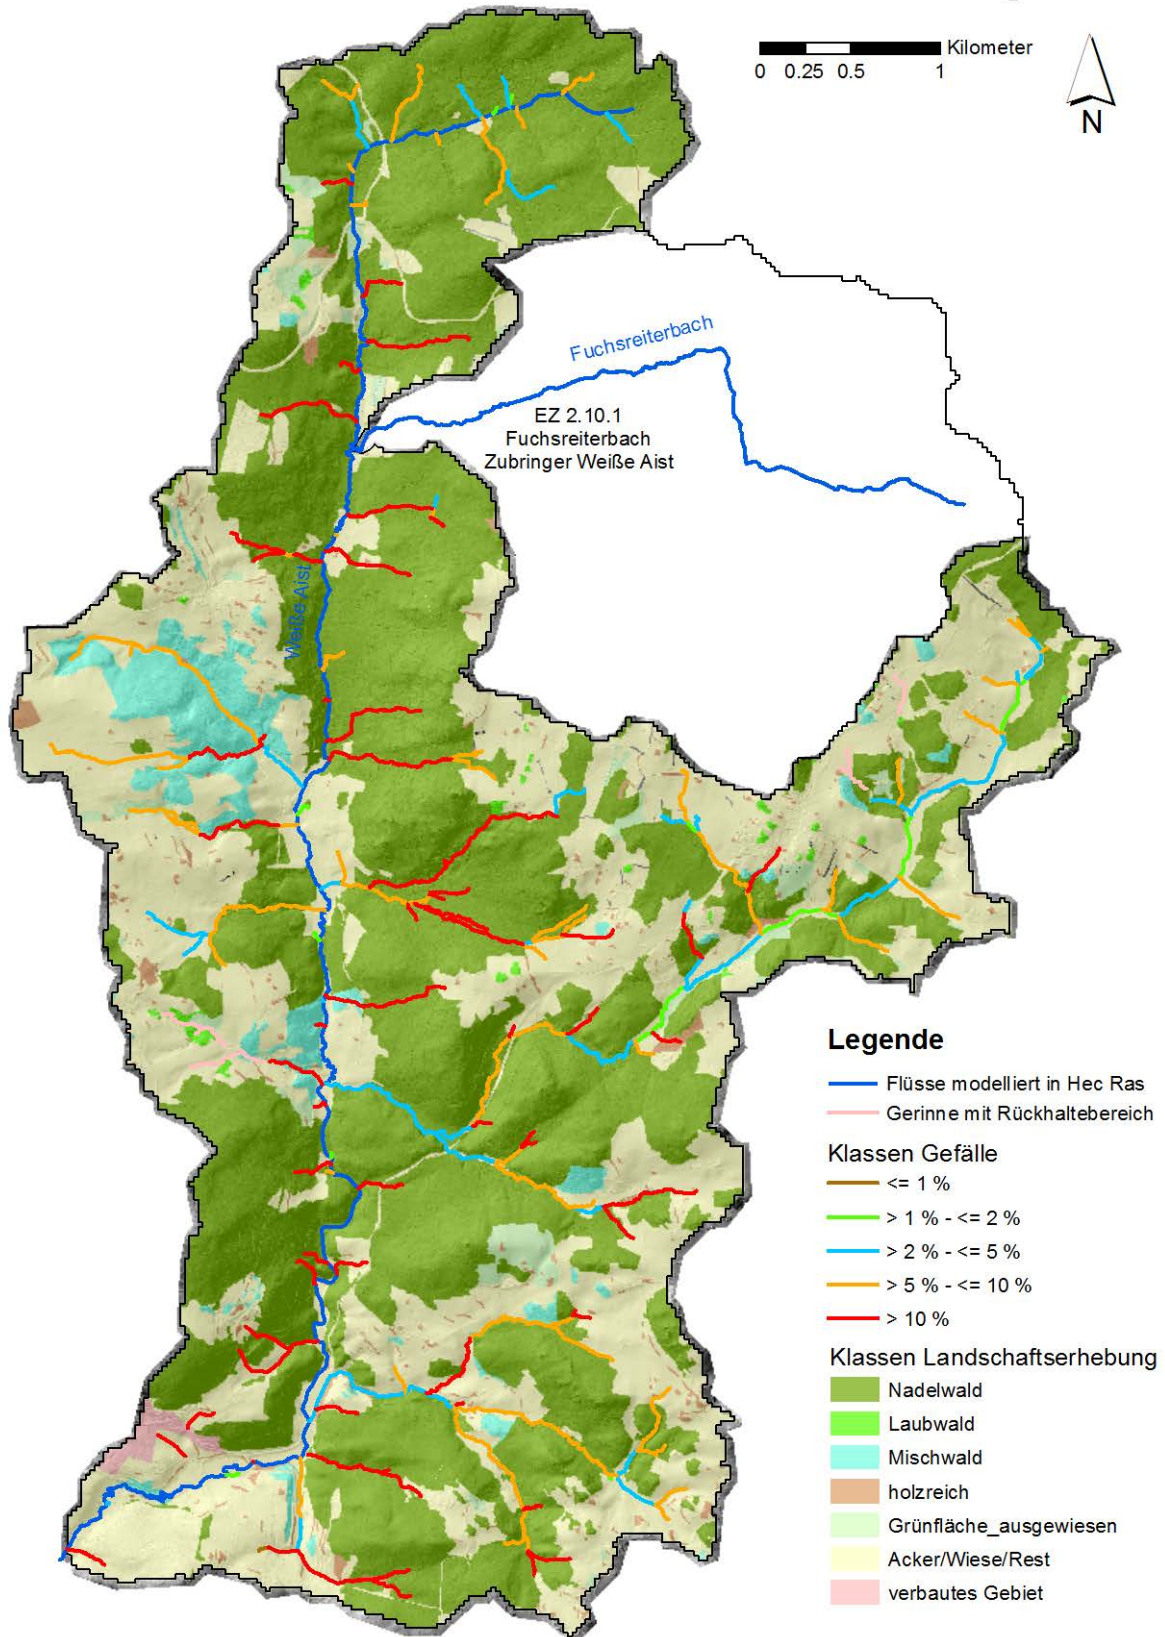 Kilometer
0 0.25 0.5 1
N
Fuchsreiterbach
EZ 2.10.1
Fuchsreiterbach
Zubringer Weiße Aist
Weiße Aist
Legende
Flüsse modelliert in Hec Ras
Gerinne mit Rückhaltebereich
Klassen Gefälle
<= 1 %
> 1 % - <= 2 %
> 2 % - <= 5 %
> 5 % - <= 10 %
> 10 %
Klassen Landschaftserhebung
Nadelwald
Laubwald
Mischwald
holzreich
Grünfläche_ausgewiesen
Acker/Wiese/Rest
verbautes Gebiet